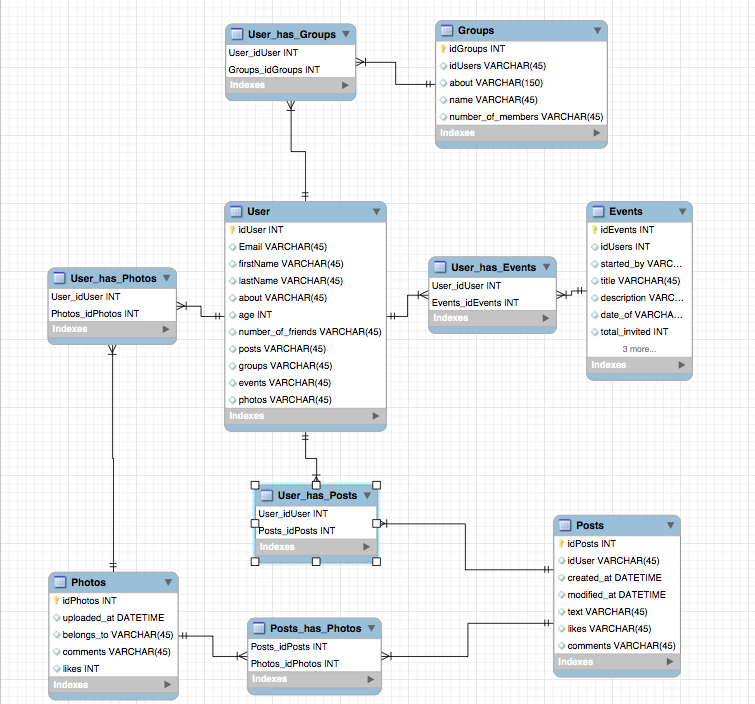 User_has_Groups
User_idUser INT
Groups_idGroups INT
Indexes
Groups
idGroups INT
idUsers VARCHAR(45)
about VARCHAR(150)
name VARCHAR(45)
number_of_members VARCHAR(45)
Indexes
User
idUser INT
Email VARCHAR(45)
firstName VARCHAR(45)
lastName VARCHAR(45)
about VARCHAR(45)
age INT
number_of_friends VARCHAR(45)
posts VARCHAR(45)
groups VARCHAR(45)
events VARCHAR(45)
photos VARCHAR(45)
Indexes
Events
idEvents INT
idUsers INT
started_by VARC...
title VARCHAR(45)
description VARC...
date_of VARCHA...
total_invited INT
3 more...
Indexes
User_has_Photos
User_idUser INT
Photos_idPhotos INT
Indexes
User_has_Events
User_idUser INT
Events_idEvents INT
Indexes
User_has_Posts
User_idUser INT
Posts_idPosts INT
Indexes
Posts
idPosts INT
idUser VARCHAR(45)
created_at DATETIME
modified_at DATETIME
text VARCHAR(45)
likes VARCHAR(45)
comments VARCHAR(45)
Indexes
Photos
idPhotos INT
uploaded_at DATETIME
belongs_to VARCHAR(45)
comments VARCHAR(45)
likes INT
Indexes
Posts_has_Photos
Posts_idPosts INT
Photos_idPhotos INT
Indexes